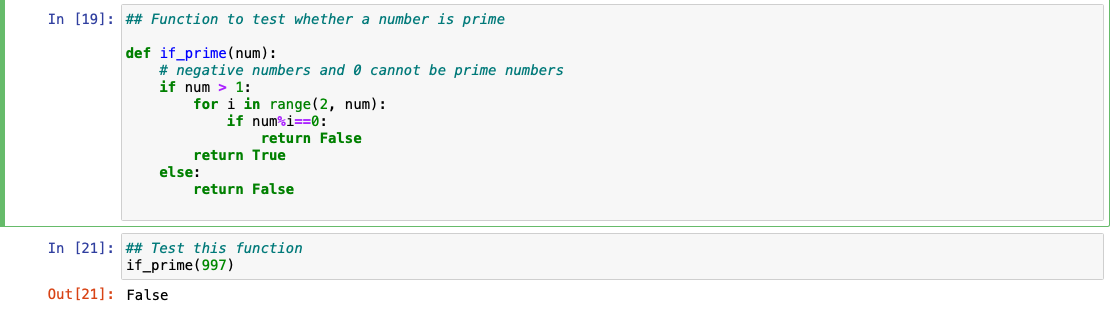 In [19]: ## Function to test whether a number is prime

def if_prime(num):
    # negative numbers and 0 cannot be prime numbers
    if num > 1:
        for i in range(2, num):
            if num%i==0:
                return False
        return True
    else:
        return False

In [21]: ## Test this function
if_prime(997)
Out[21]: False